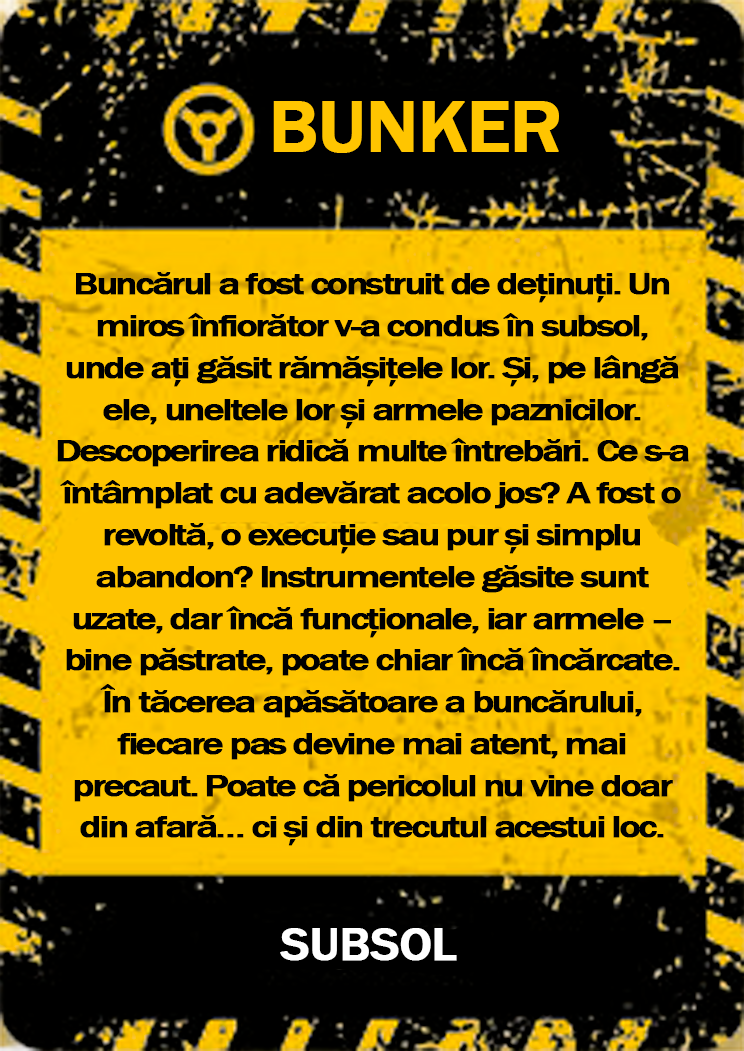 BUNKER
Buncărul a fost construit de deținuți. Un
miros înfiorător v-a condus în subsol,
unde ați găsit rămășițele lor. Și, pe lângă
ele, uneltele lor și armele paznicilor.
Descoperirea ridică multe întrebări. Ce s-a
întâmplat cu adevărat acolo jos? A fost o
revoltă, o execuție sau pur și simplu
abandon? Instrumentele găsite sunt
uzate, dar încă funcționale, iar armele –
bine păstrate, poate chiar încă încărcate.
În tăcerea apăsătoare a buncărului,
fiecare pas devine mai atent, mai
precaut. Poate că pericolul nu vine doar
din afară... ci și din trecutul acestui loc.
SUBSOL